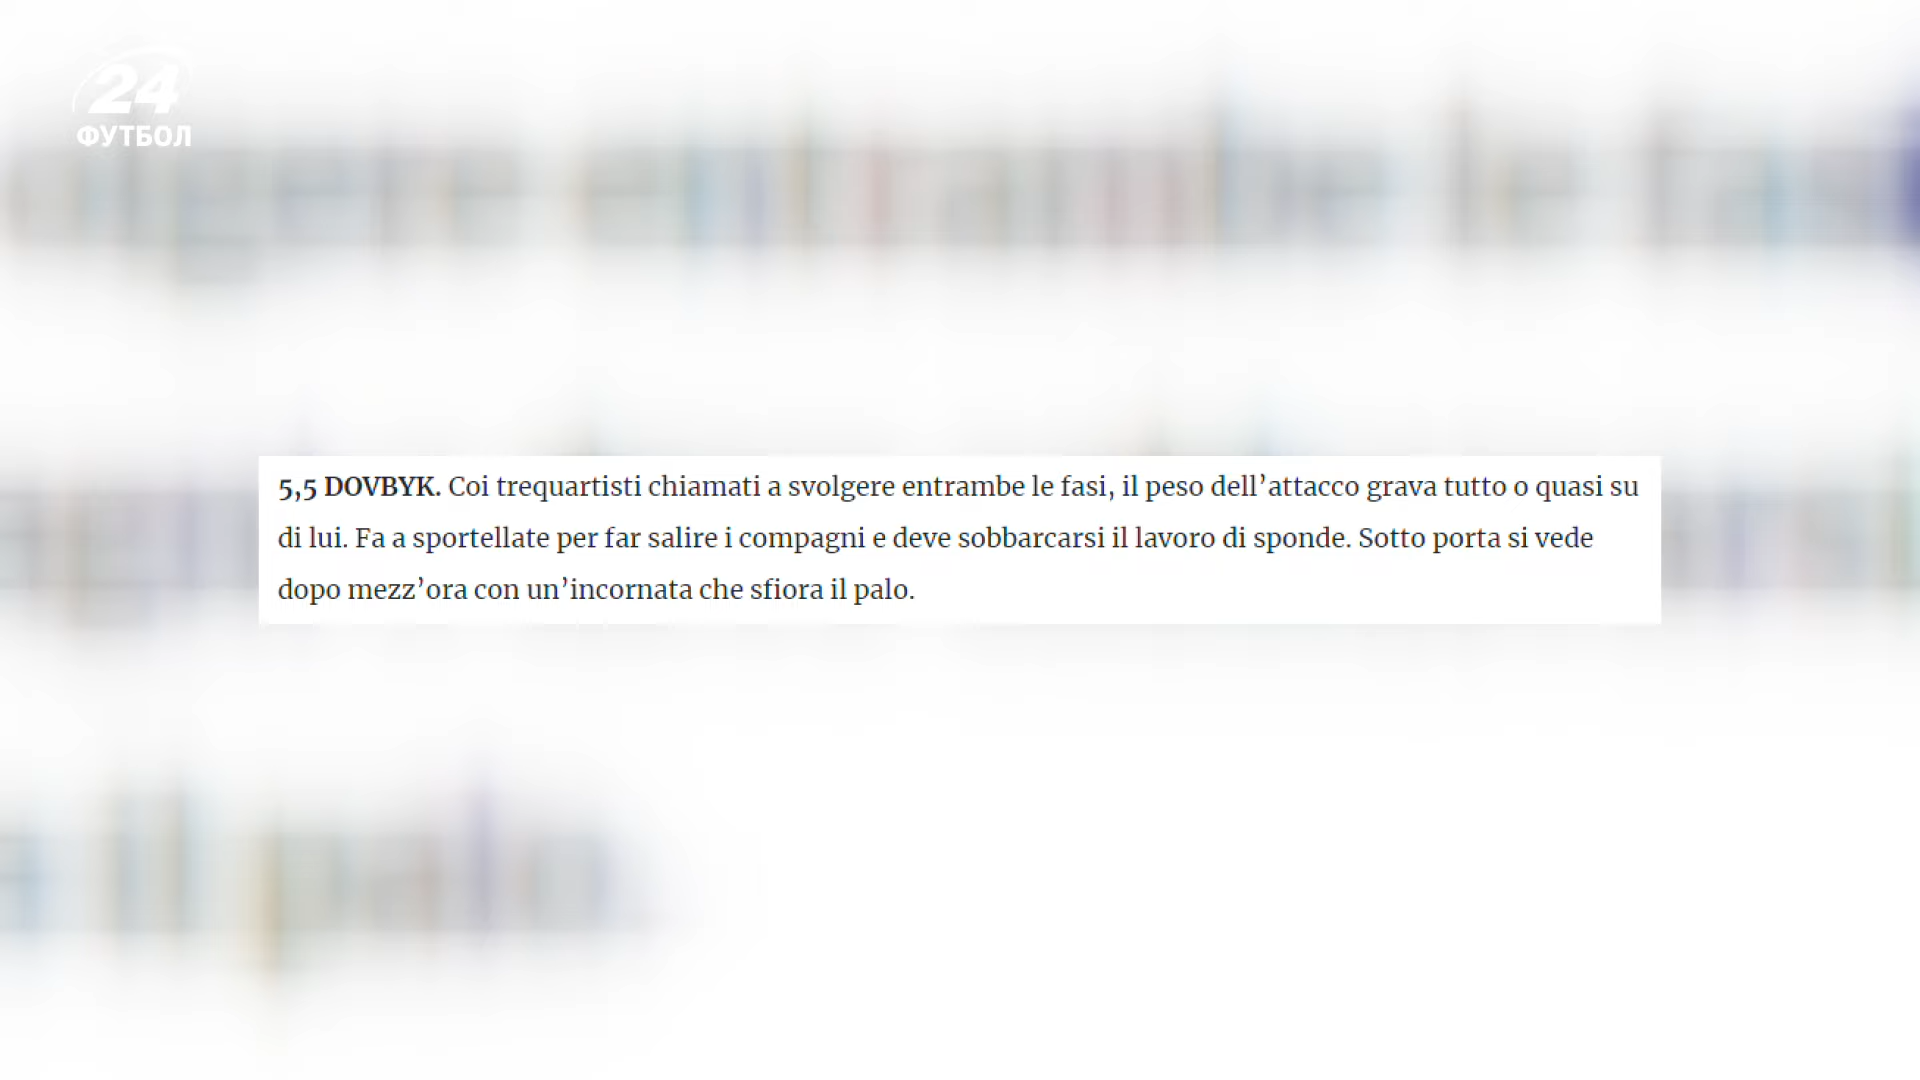 24
ФУТБОЛ
5,5 DOVBYK. Coi trequartisti chiamati a svolgere entrambe le fasi, il peso dell’attacco grava tutto o quasi su
di lui. Fa a sportellate per far salire i compagni e deve sobbarcarsi il lavoro di sponde. Sotto porta si vede
dopo mezz’ora con un’incornata che sfiora il palo.